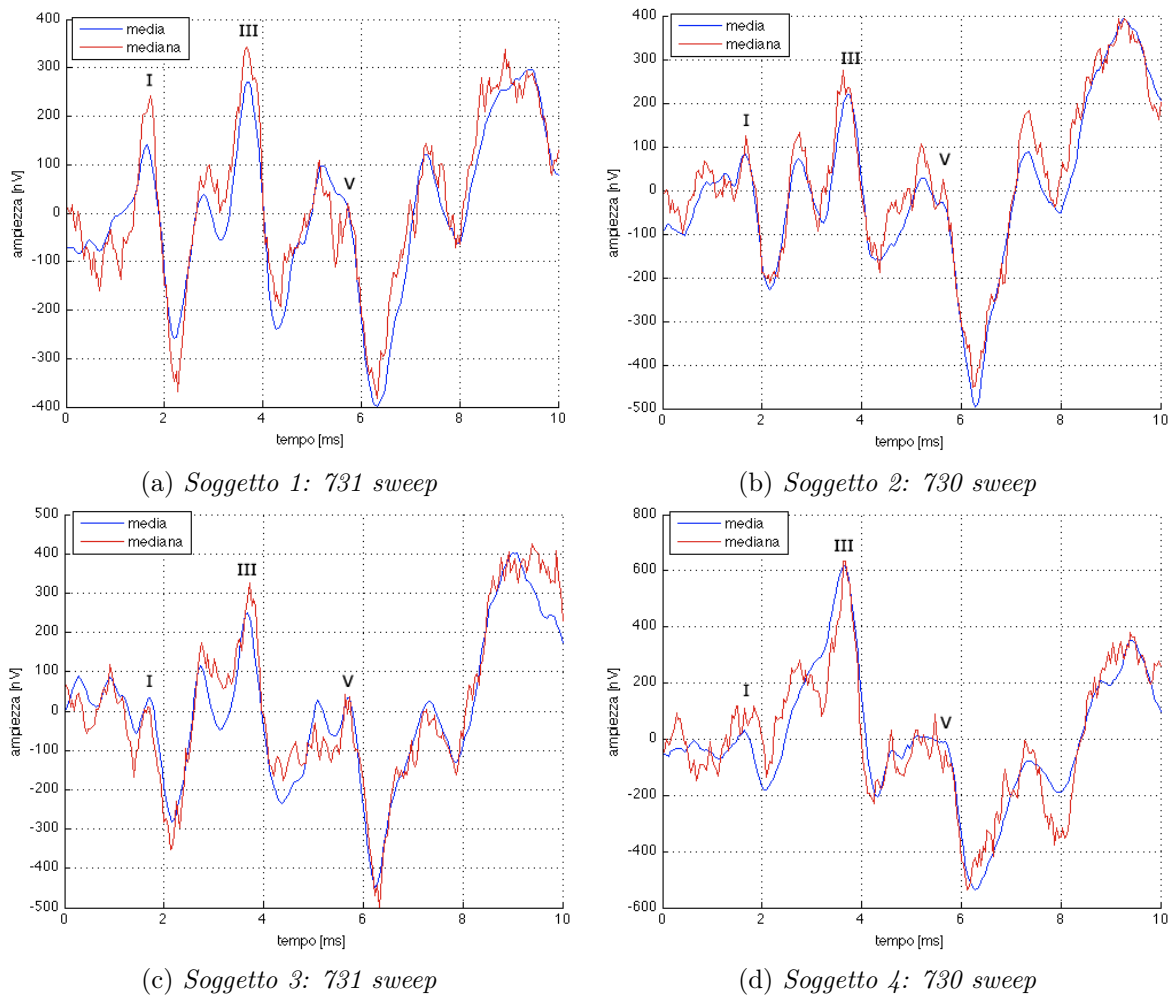 400
300
200
100
0
-100
-200
-300
-400
ampiezza [nV]
media
mediana
I
III
V
0 2 4 6 8 10
tempo [ms]
(a) Soggetto 1: 731 sweep
400
300
200
100
0
-100
-200
-300
-400
-500
ampiezza [nV]
media
mediana
I
III
V
0 2 4 6 8 10
tempo [ms]
(b) Soggetto 2: 730 sweep
500
400
300
200
100
0
-100
-200
-300
-400
-500
ampiezza [nV]
media
mediana
I
III
V
0 2 4 6 8 10
tempo [ms]
(c) Soggetto 3: 731 sweep
800
600
400
200
0
-200
-400
-600
ampiezza [nV]
media
mediana
I
III
V
0 2 4 6 8 10
tempo [ms]
(d) Soggetto 4: 730 sweep